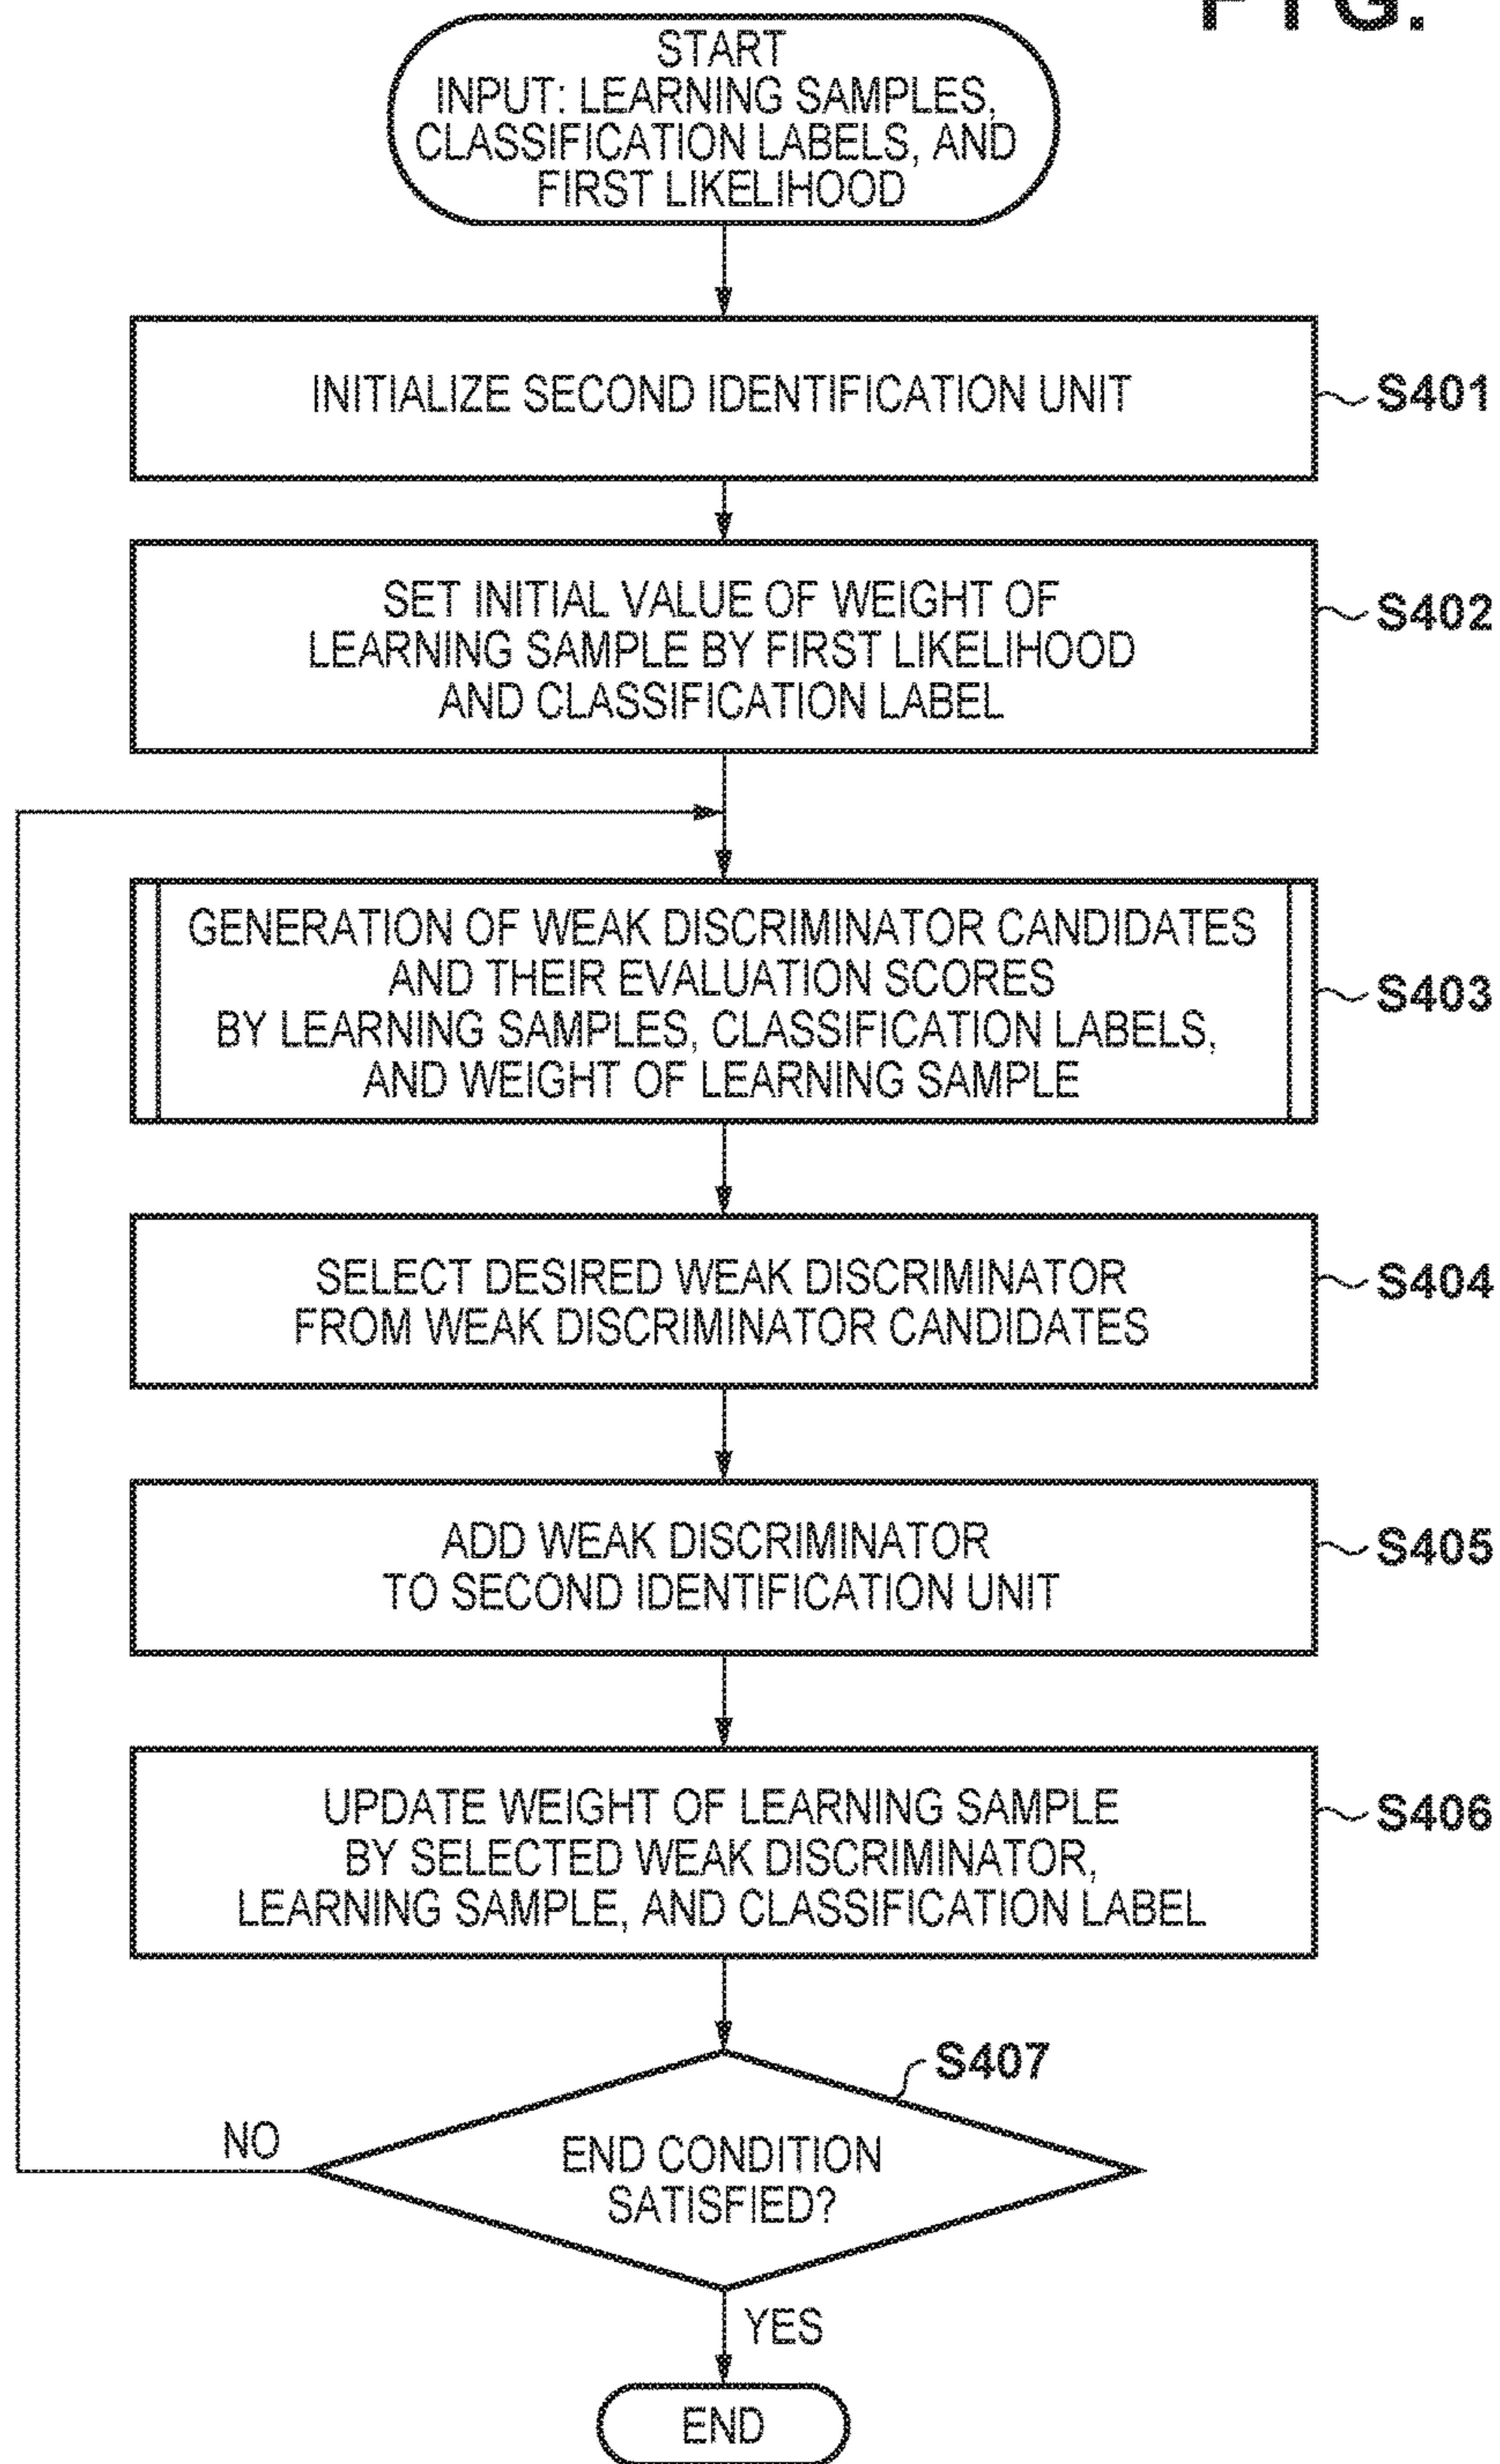 FIG.
START
INPUT: LEARNING SAMPLES,
CLASSIFICATION LABELS, AND
FIRST LIKELIHOOD
INITIALIZE SECOND IDENTIFICATION UNIT
S401
SET INITIAL VALUE OF WEIGHT OF
LEARNING SAMPLE BY FIRST LIKELIHOOD
AND CLASSIFICATION LABEL
S402
GENERATION OF WEAK DISCRIMINATOR CANDIDATES
AND THEIR EVALUATION SCORES
BY LEARNING SAMPLES, CLASSIFICATION LABELS,
AND WEIGHT OF LEARNING SAMPLE
S403
SELECT DESIRED WEAK DISCRIMINATOR
FROM WEAK DISCRIMINATOR CANDIDATES
S404
ADD WEAK DISCRIMINATOR
TO SECOND IDENTIFICATION UNIT
S405
UPDATE WEIGHT OF LEARNING SAMPLE
BY SELECTED WEAK DISCRIMINATOR,
LEARNING SAMPLE, AND CLASSIFICATION LABEL
S406
S407
NO
END CONDITION
SATISFIED?
YES
END